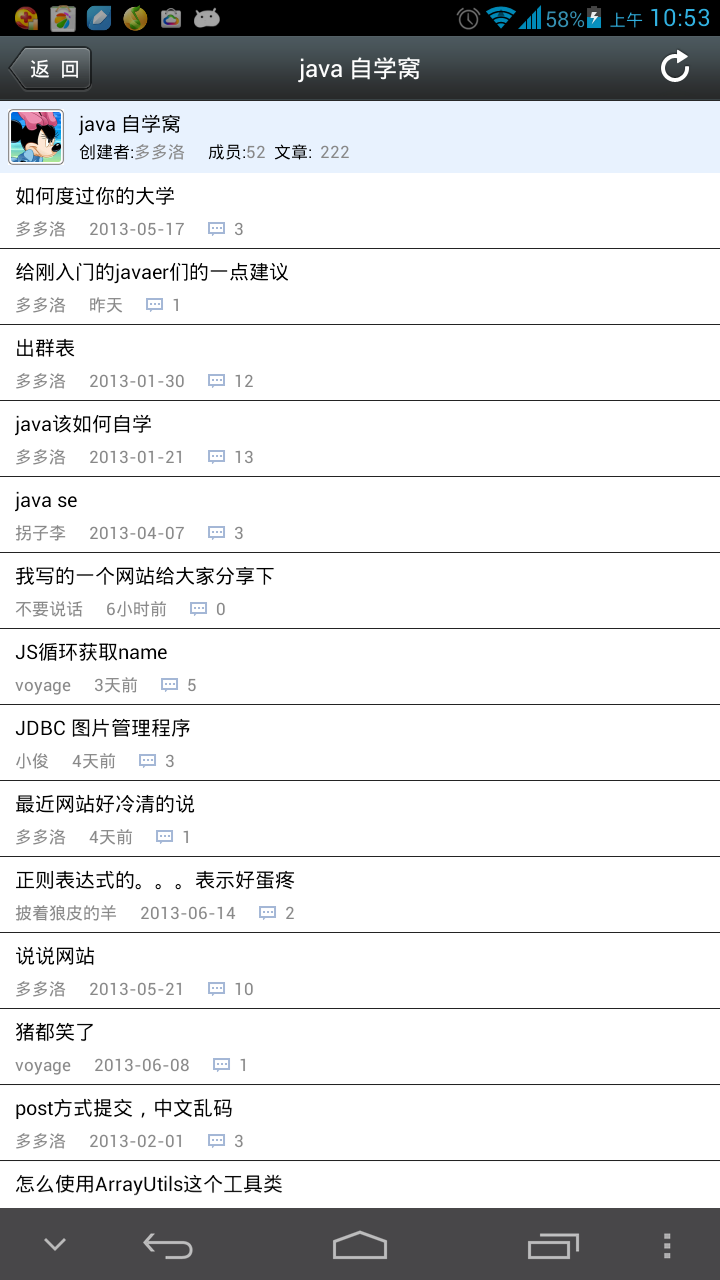 58% 上午 10:53
返 回 java 自学窝
java 自学窝
创建者:多多洛 成员:52 文章: 222
如何度过你的大学
多多洛 2013-05-17 3
给刚入门的javaer们的一点建议
多多洛 昨天 1
出群表
多多洛 2013-01-30 12
java该如何自学
多多洛 2013-01-21 13
java se
拐子李 2013-04-07 3
我写的一个网站给大家分享下
不要说话 6小时前 0
JS循环获取name
voyage 3天前 5
JDBC 图片管理程序
小俊 4天前 3
最近网站好冷清的说
多多洛 4天前 1
正则表达式的。。。表示好蛋疼
披着狼皮的羊 2013-06-14 2
说说网站
多多洛 2013-05-21 10
猪都笑了
voyage 2013-06-08 1
post方式提交，中文乱码
多多洛 2013-02-01 3
怎么使用ArrayUtils这个工具类